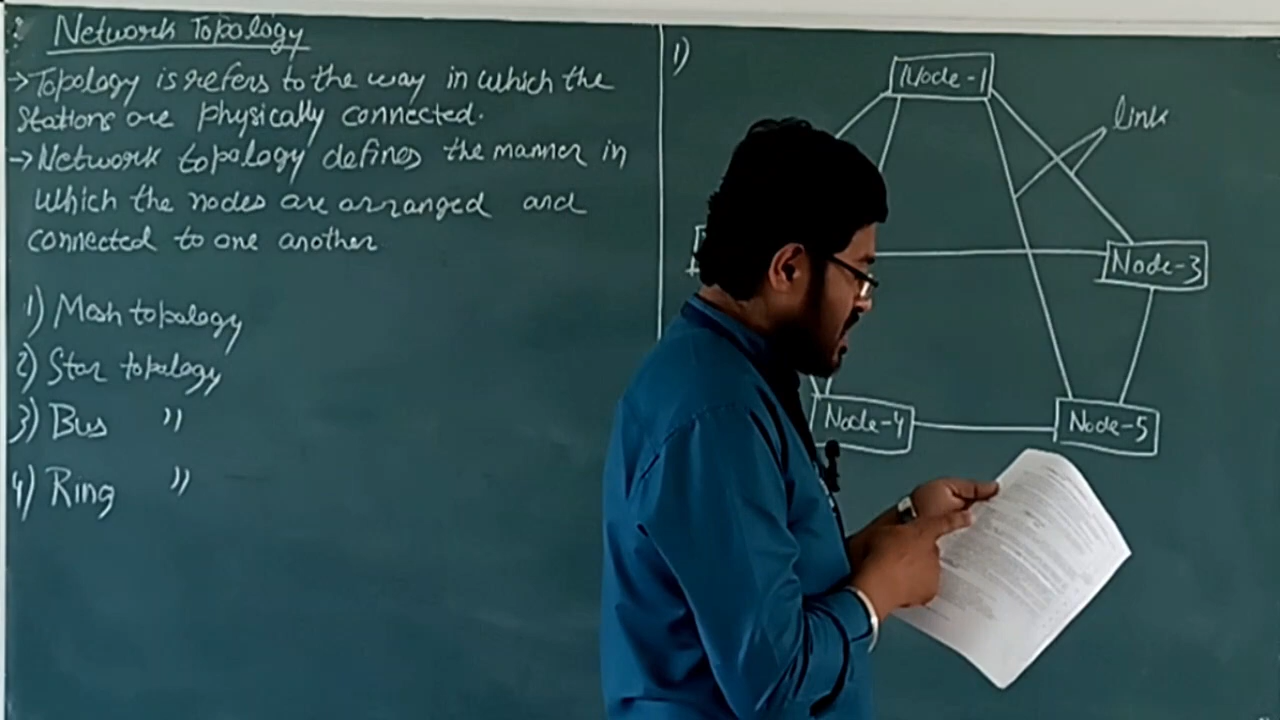 Network Topology
→ Topology is refers to the way in which the
stations are physically connected.
→ Network topology defines the manner in
which the nodes are arranged and
connected to one another
1) Mesh topology
2) Star topology
3) Bus "
4) Ring "
1)
Node-1
link
Node-3
Node-4
Node-5